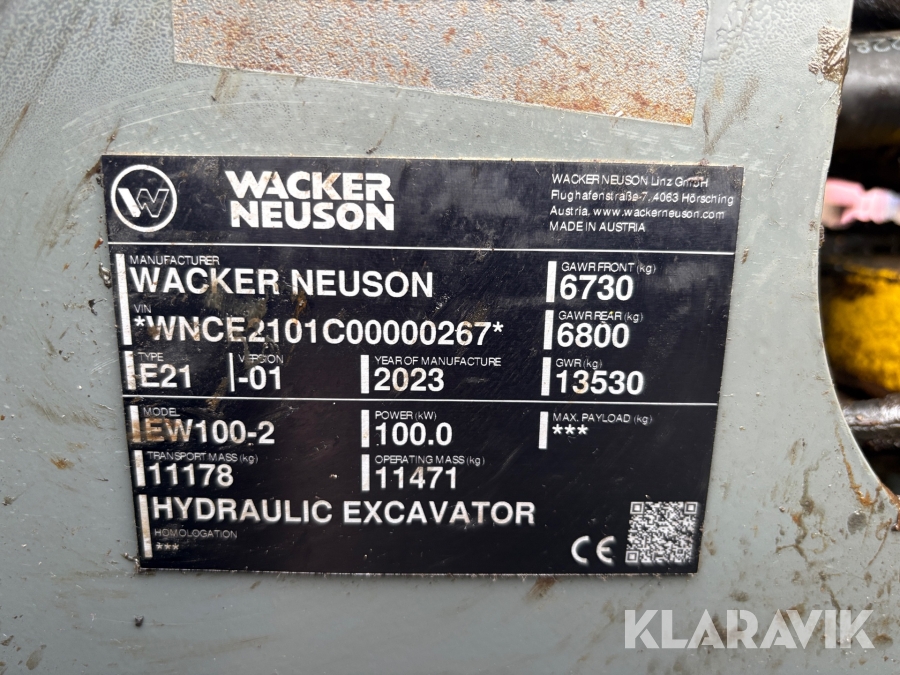 WACKER
NEUSON
WACKER NEUSON Linz GmbH
Flughafenstraße 7, 4063 Hörsching
Austria, www.wackerneuson.com
MADE IN AUSTRIA
MANUFACTURER
WACKER NEUSON
GAWR FRONT (kg)
6730
VIN
*WNCE2101C00000267*
GAWR REAR (kg)
6800
TYPE
E21
VERSION
-01
YEAR OF MANUFACTURE
2023
GWR (kg)
13530
MODEL
EW100-2
POWER (kW)
100.0
MAX. PAYLOAD (kg)
***
TRANSPORT MASS (kg)
11178
OPERATING MASS (kg)
11471
HYDRAULIC EXCAVATOR
HOMOLOGATION
***
CE
KLARAVIK